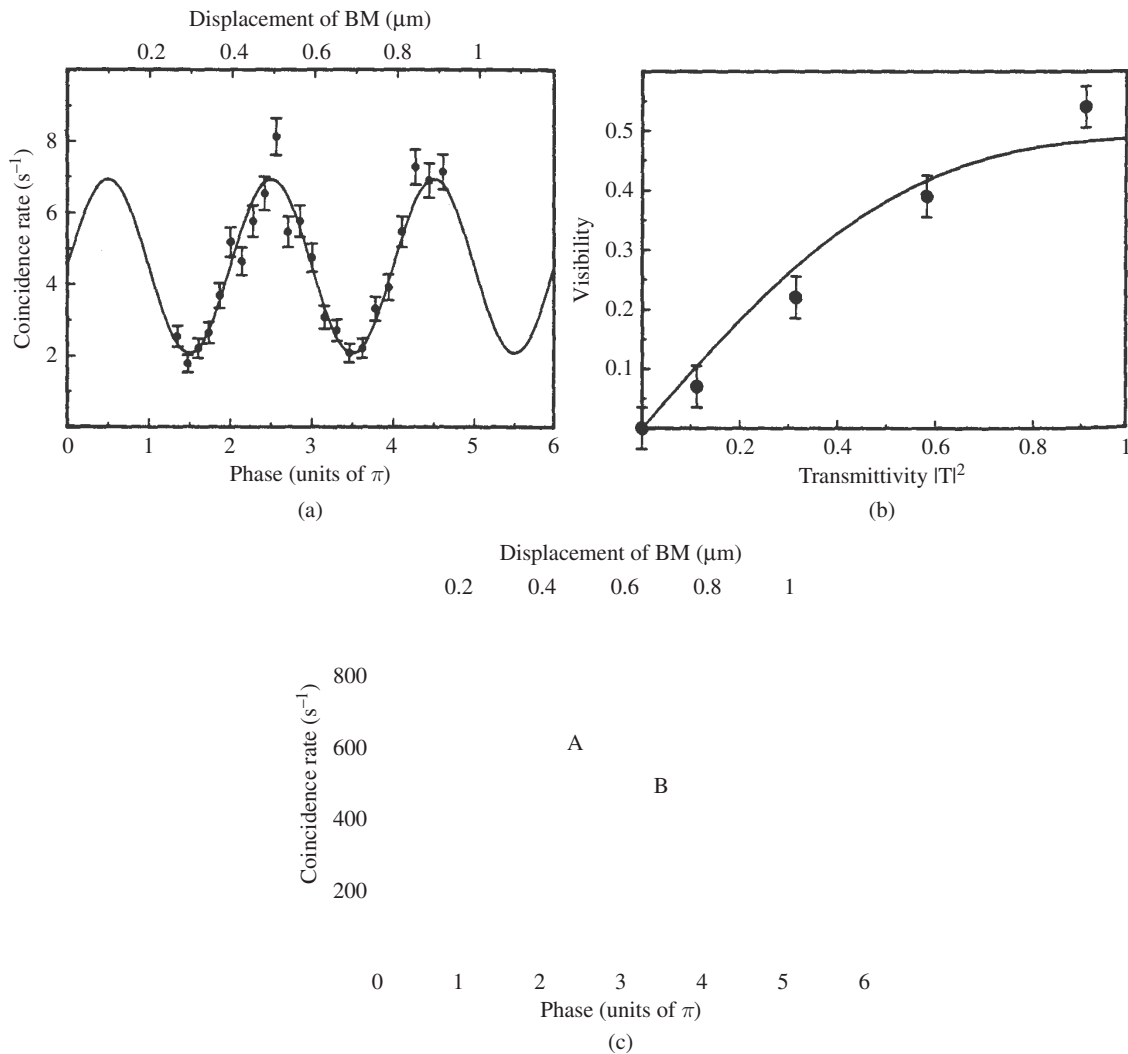 Displacement of BM (μm)
0.2 0.4 0.6 0.8 1
Coincidence rate (s⁻¹)
8
6
4
2
0 1 2 3 4 5 6
Phase (units of π)
(a)
Visibility
0.5
0.4
0.3
0.2
0.1
0.2 0.4 0.6 0.8 1
Transmittivity |T|²
(b)
Displacement of BM (μm)
0.2 0.4 0.6 0.8 1
Coincidence rate (s⁻¹)
800
600
400
200
A
B
0 1 2 3 4 5 6
Phase (units of π)
(c)